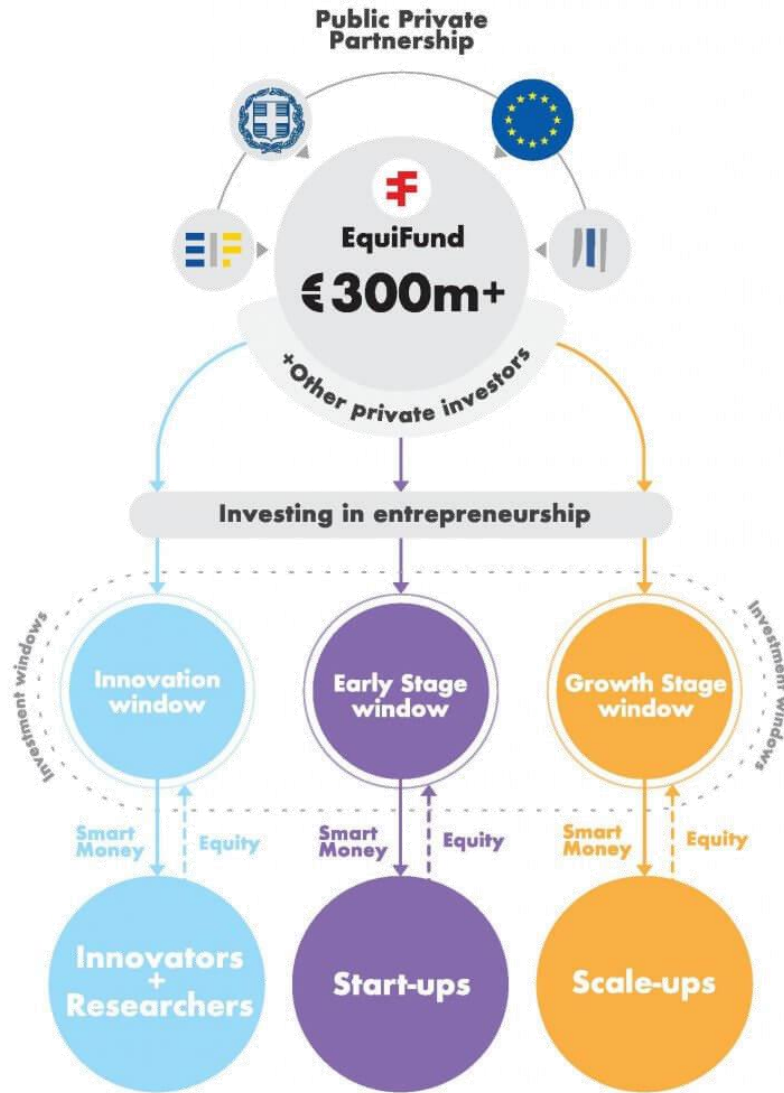 Public Private
Partnership
EIF
EquiFund
€300m+
+Other private investors
Investing in entrepreneurship
Investment windows
Investment windows
Innovation
window
Early Stage
window
Growth Stage
window
Smart
Money
Equity
Smart
Money
Equity
Smart
Money
Equity
Innovators
+
Researchers
Start-ups
Scale-ups